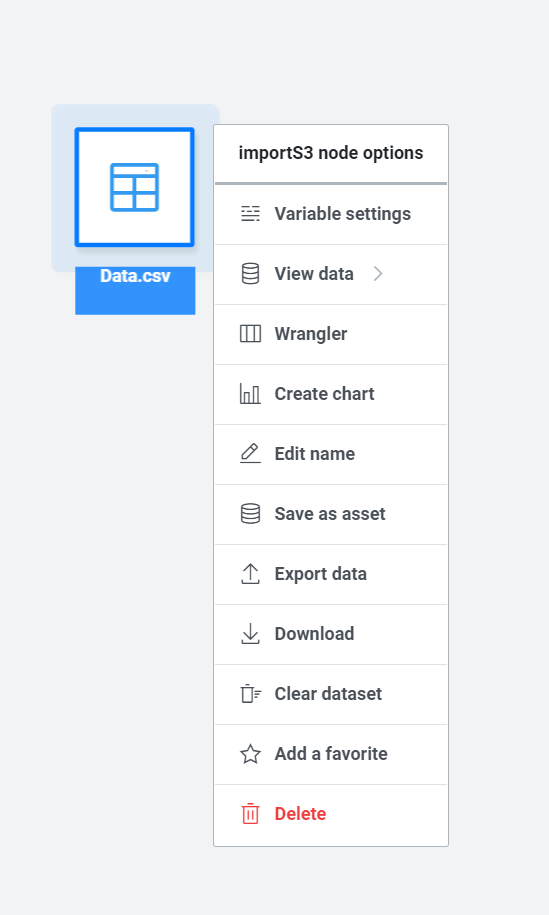 importS3 node options
Data.csv
Variable settings
View data
Wrangler
Create chart
Edit name
Save as asset
Export data
Download
Clear dataset
Add a favorite
Delete